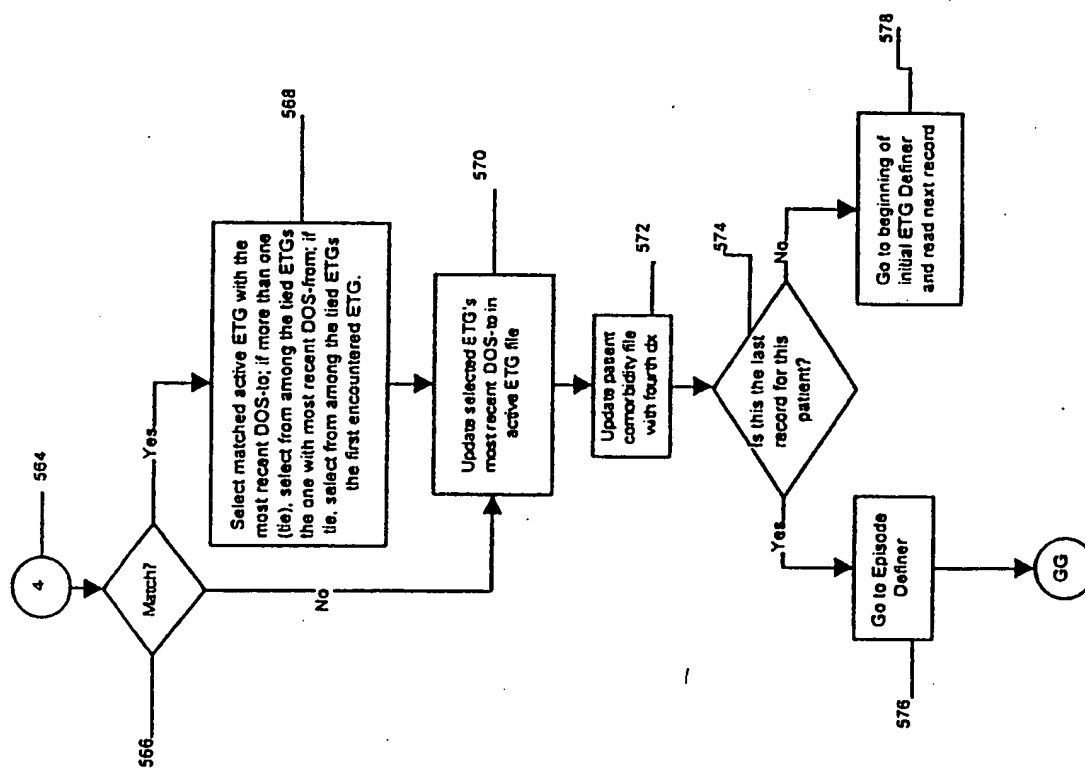 4
564
566
Match?
Yes
No
Select matched active ETG with the
most recent DOS-to; if more than one
(tie), select from among the tied ETGs
the one with most recent DOS-from; if
tie, select from among the tied ETGs
the first encountered ETG.
568
Update selected ETG's
most recent DOS-to in
active ETG file
570
Update patient
comorbidity file
with fourth dx
572
574
Is this the last
record for this
patient?
Yes
No
Go to Episode
Definer
576
Go to beginning of
initial ETG Definer
and read next record
578
GG